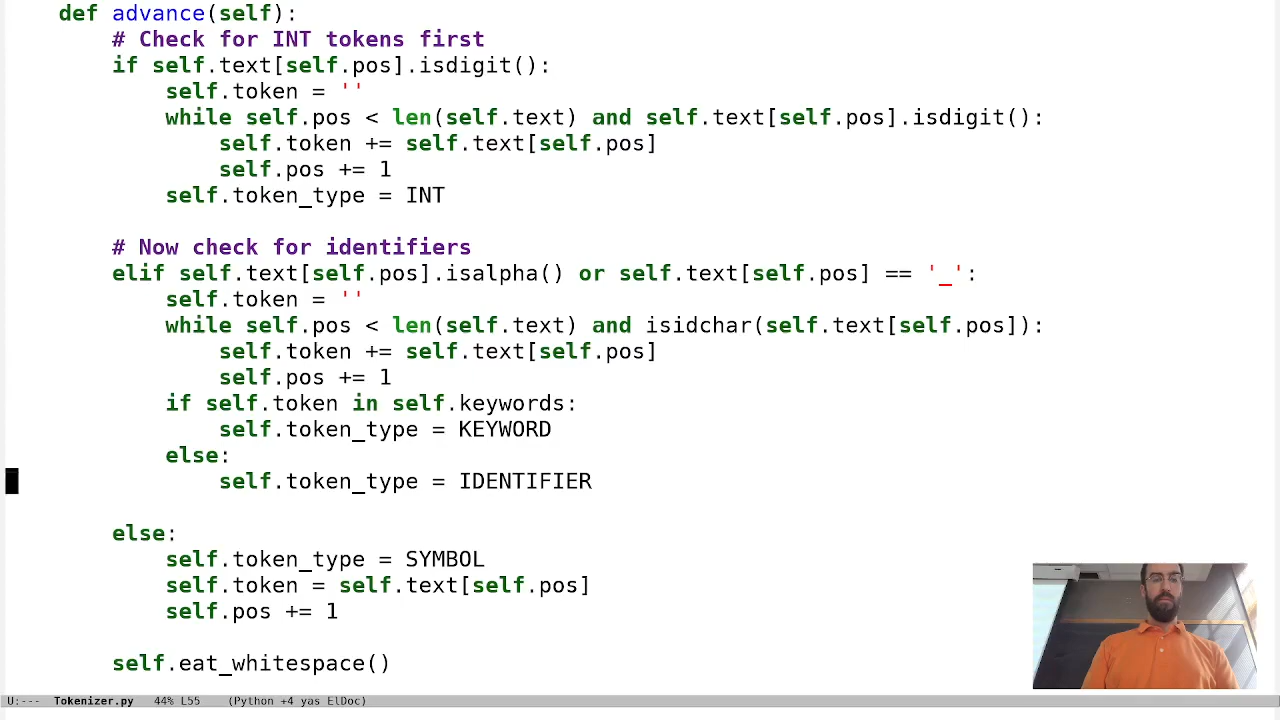 def advance(self):
# Check for INT tokens first
if self.text[self.pos].isdigit():
self.token = ''
while self.pos < len(self.text) and self.text[self.pos].isdigit():
self.token += self.text[self.pos]
self.pos += 1
self.token_type = INT
# Now check for identifiers
elif self.text[self.pos].isalpha() or self.text[self.pos] == '_':
self.token = ''
while self.pos < len(self.text) and isidchar(self.text[self.pos]):
self.token += self.text[self.pos]
self.pos += 1
if self.token in self.keywords:
self.token_type = KEYWORD
else:
self.token_type = IDENTIFIER
else:
self.token_type = SYMBOL
self.token = self.text[self.pos]
self.pos += 1
self.eat_whitespace()
U:--- Tokenizer.py 44% L55 (Python +4 yas ElDoc)